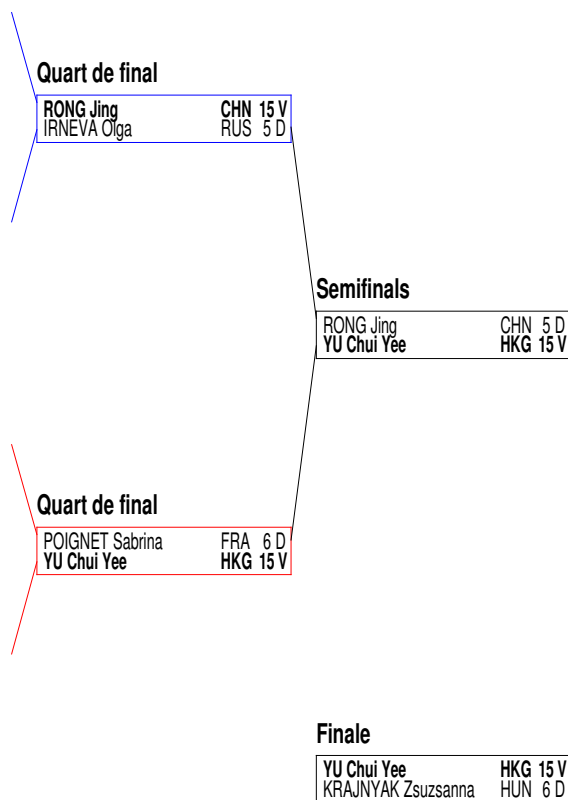 Quart de final
RONG Jing CHN 15 V
IRNEVA Olga RUS 5 D
Semifinals
RONG Jing CHN 5 D
YU Chui Yee HKG 15 V
Quart de final
POIGNET Sabrina FRA 6 D
YU Chui Yee HKG 15 V
Finale
YU Chui Yee HKG 15 V
KRAJNYAK Zsuzsanna HUN 6 D